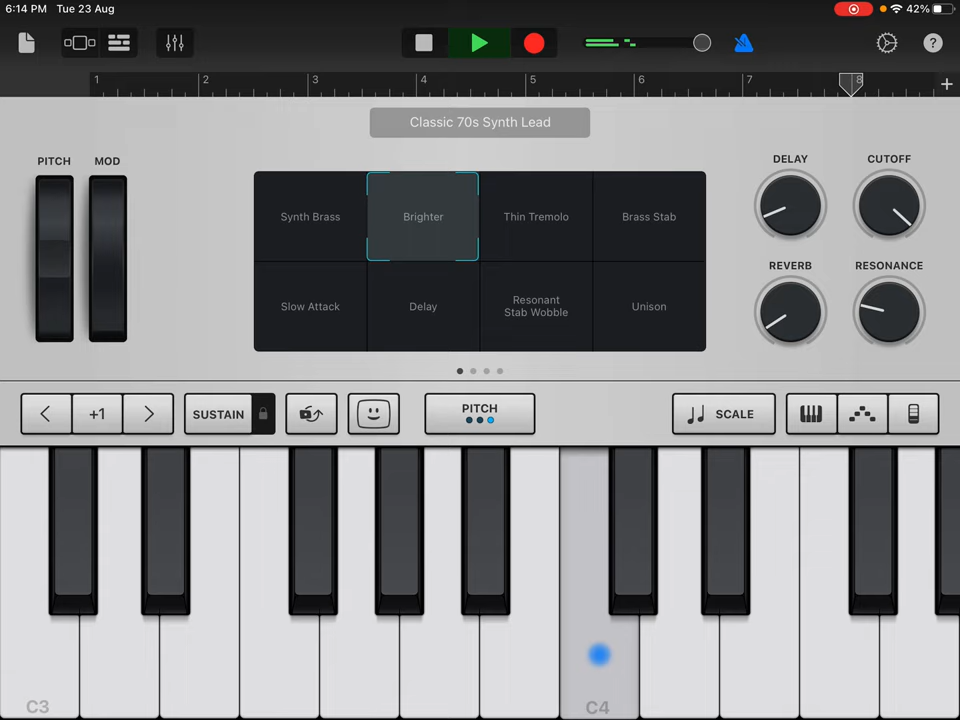 6:14 PM Tue 23 Aug
42%
1 2 3 4 5 6 7 8
Classic 70s Synth Lead
PITCH MOD
DELAY CUTOFF
REVERB RESONANCE
Synth Brass
Brighter
Thin Tremolo
Brass Stab
Slow Attack
Delay
Resonant
Stab Wobble
Unison
+1
SUSTAIN
PITCH
SCALE
C3
C4